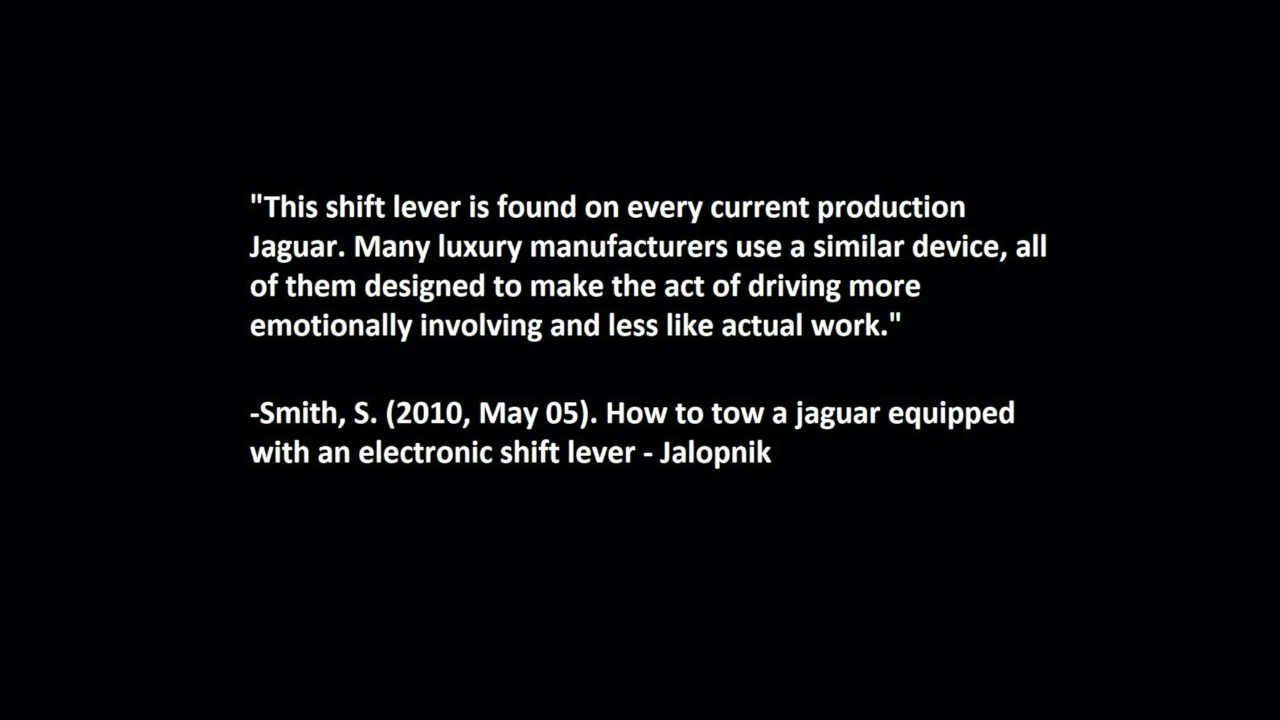 "This shift lever is found on every current production
Jaguar. Many luxury manufacturers use a similar device, all
of them designed to make the act of driving more
emotionally involving and less like actual work."
-Smith, S. (2010, May 05). How to tow a jaguar equipped
with an electronic shift lever - Jalopnik